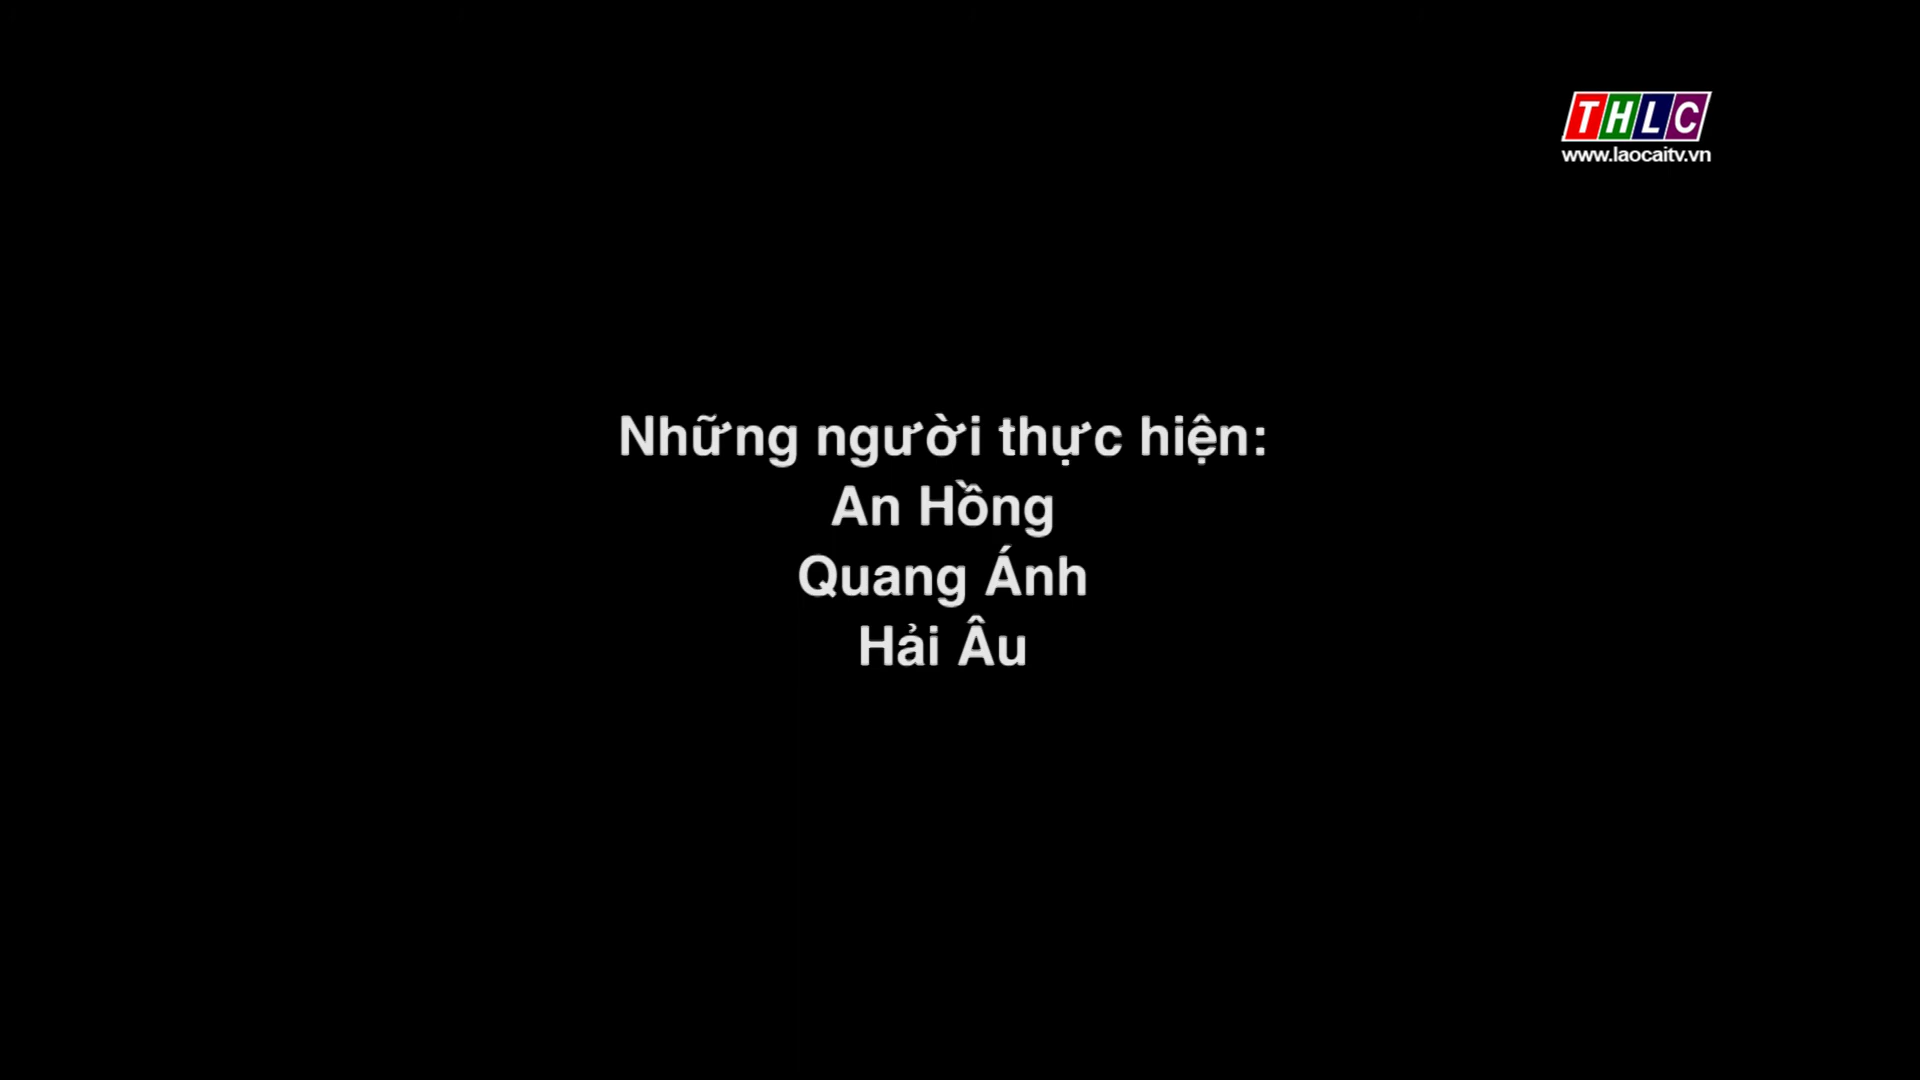 THLC
www.laocaitv.vn
Những người thực hiện:
An Hồng
Quang Ánh
Hải Âu